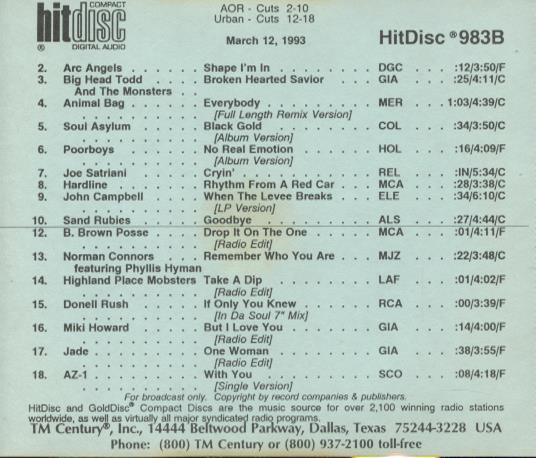 COMPACT
hitdisc
® DIGITAL AUDIO
AOR - Cuts 2-10
Urban - Cuts 12-18
March 12, 1993
HitDisc ® 983B
2. Arc Angels . . . . . . Shape I'm in . . . . . . . . . DGC . . . :12/3:50/F
3. Big Head Todd . . . . . Broken Hearted Savior . . . . GIA . . . :25/4:11/C
And The Monsters . .
4. Animal Bag . . . . . . Everybody . . . . . . . . . . MER . . . 1:03/4:39/C
. . . . . . . . . . [Full Length Remix Version]
5. Soul Asylum . . . . . . Black Gold . . . . . . . . . . COL . . . :34/3:50/C
. . . . . . . . . . [Album Version]
6. Poorboys . . . . . . . No Real Emotion . . . . . . . HOL . . . :16/4:09/F
. . . . . . . . . . [Album Version]
7. Joe Satriani . . . . . . Cryin' . . . . . . . . . . . . REL . . . :IN/5:34/C
8. Hardline . . . . . . . Rhythm From A Red Car . . . MCA . . . :28/3:38/C
9. John Campbell . . . . . When The Levee Breaks . . . ELE . . . :34/6:10/C
. . . . . . . . . . [LP Version]
10. Sand Rubies . . . . . . Goodbye . . . . . . . . . . . ALS . . . :27/4:44/C
12. B. Brown Posse . . . . Drop It On The One . . . . . MCA . . . :01/4:11/F
. . . . . . . . . . [Radio Edit]
13. Norman Connors . . . . Remember Who You Are . . . MJZ . . . :22/3:48/C
featuring Phyllis Hyman
14. Highland Place Mobsters Take A Dip . . . . . . . . . . LAF . . . :01/4:02/F
. . . . . . . . . . [Radio Edit]
15. Donell Rush . . . . . . If Only You Knew . . . . . . . RCA . . . :00/3:39/F
. . . . . . . . . . [In Da Soul 7" Mix]
16. Miki Howard . . . . . . But I Love You . . . . . . . . GIA . . . :14/4:00/F
. . . . . . . . . . [Radio Edit]
17. Jade . . . . . . . . . One Woman . . . . . . . . . . GIA . . . :38/3:55/F
. . . . . . . . . . [Radio Edit]
18. AZ-1 . . . . . . . . . With You . . . . . . . . . . . SCO . . . :08/4:18/F
. . . . . . . . . . [Single Version]
For broadcast only. Copyright by record companies & publishers.
HitDisc and GoldDisc® Compact Discs are the music source for over 2,100 winning radio stations
worldwide, as well as virtually all major syndicated radio programs.
TM Century®, Inc., 14444 Beltwood Parkway, Dallas, Texas 75244-3228 USA
Phone: (800) TM Century or (800) 937-2100 toll-free